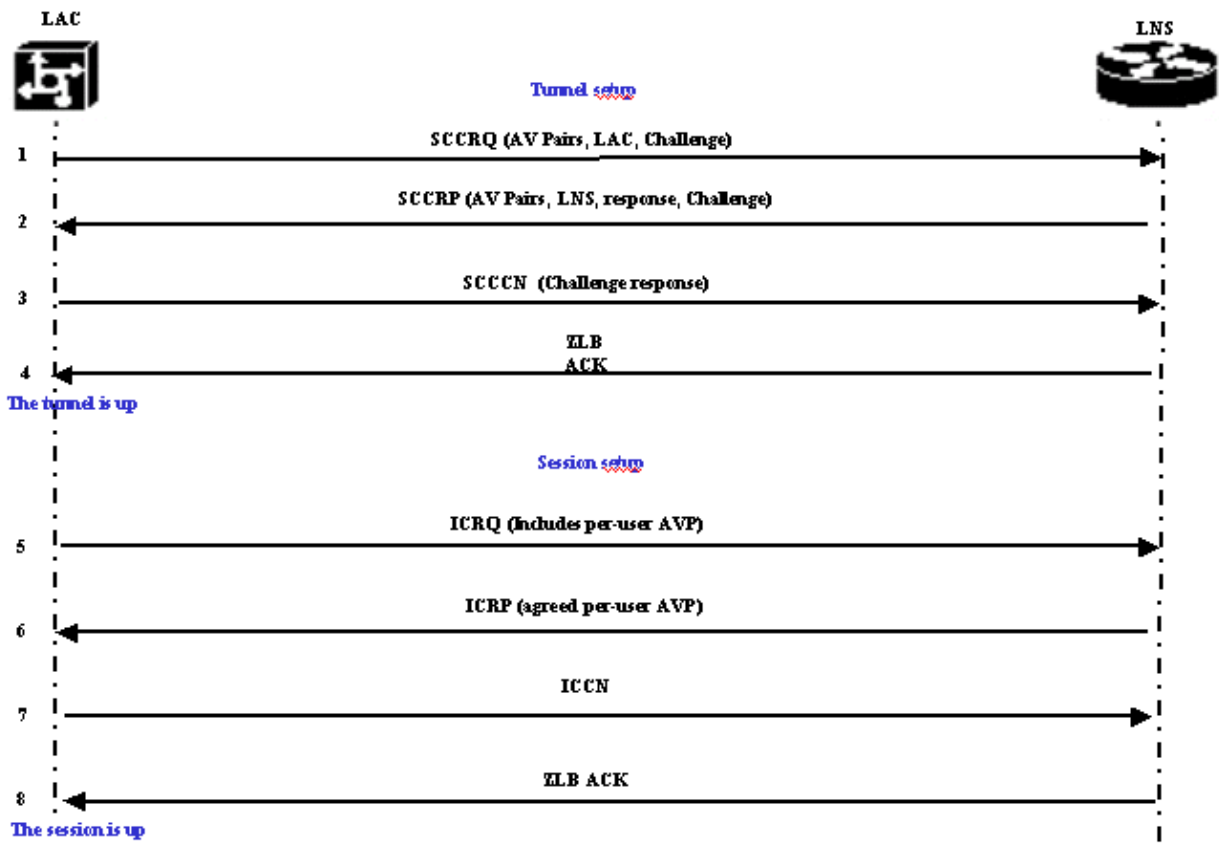 LAC
LNS
Tunnel setup
1
SCCRQ (AV Pairs, LAC, Challenge)
2
SCCRP (AV Pairs, LNS, response, Challenge)
3
SCCCN (Challenge response)
4
ZLB
ACK
The tunnel is up
Session setup
5
ICRQ (Includes per-user AVP)
6
ICRP (agreed per-user AVP)
7
ICCN
8
ZLB ACK
The session is up